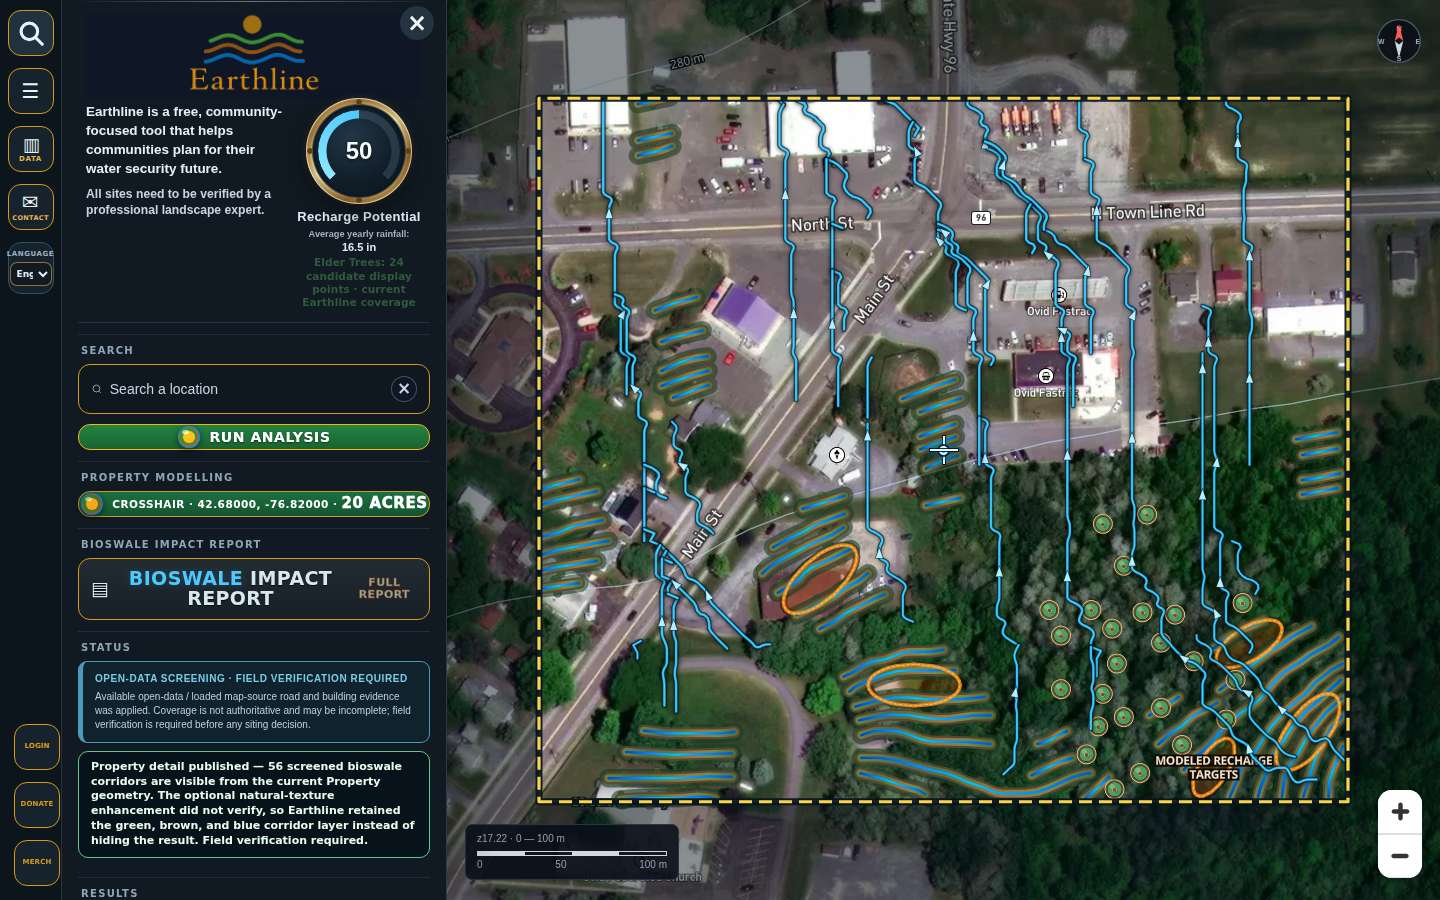 DATA
CONTACT
LANGUAGE
Eng
LOGIN
DONATE
MERCH
Earthline
Earthline is a free, community-
focused tool that helps
communities plan for their
water security future.
All sites need to be verified by a
professional landscape expert.
50
Recharge Potential
Average yearly rainfall:
16.5 in
Elder Trees: 24
candidate display
points · current
Earthline coverage
SEARCH
Search a location
RUN ANALYSIS
PROPERTY MODELLING
CROSSHAIR · 42.68000, -76.82000 · 20 ACRES
BIOSWALE IMPACT REPORT
BIOSWALE IMPACT
REPORT
FULL
REPORT
STATUS
OPEN-DATA SCREENING · FIELD VERIFICATION REQUIRED
Available open-data / loaded map-source road and building evidence
was applied. Coverage is not authoritative and may be incomplete; field
verification is required before any siting decision.
Property detail published — 56 screened bioswale
corridors are visible from the current Property
geometry. The optional natural-texture
enhancement did not verify, so Earthline retained
the green, brown, and blue corridor layer instead of
hiding the result. Field verification required.
RESULTS
280 m
Hwy 96
W
E
S
North St
96
Town Line Rd
Main St
Ovid Fastrac
Ovid Fastrac
Main St
MODELED RECHARGE
TARGETS
z17.22 · 0 — 100 m
0
50
100 m